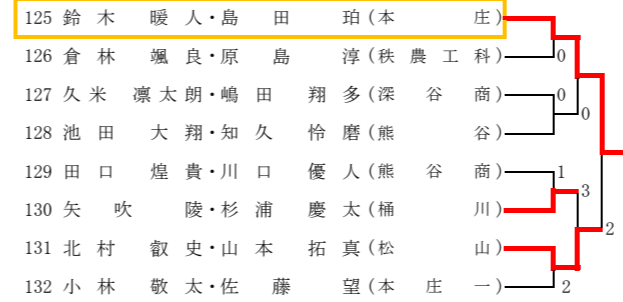 125 鈴木 暖人・島田 珀(本庄)
126 倉林 颯良・原島 淳(秩農工科) 0
127 久米 凛太朗・嶋田 翔多(深谷商) 0
0
128 池田 大翔・知久 怜磨(熊谷)
129 田口 煌貴・川口 優人(熊谷商) 1
3
130 矢吹 陵・杉浦 慶太(桶川)
2
131 北村 叡史・山本 拓真(松山)
132 小林 敬太・佐藤 望(本庄一) 2